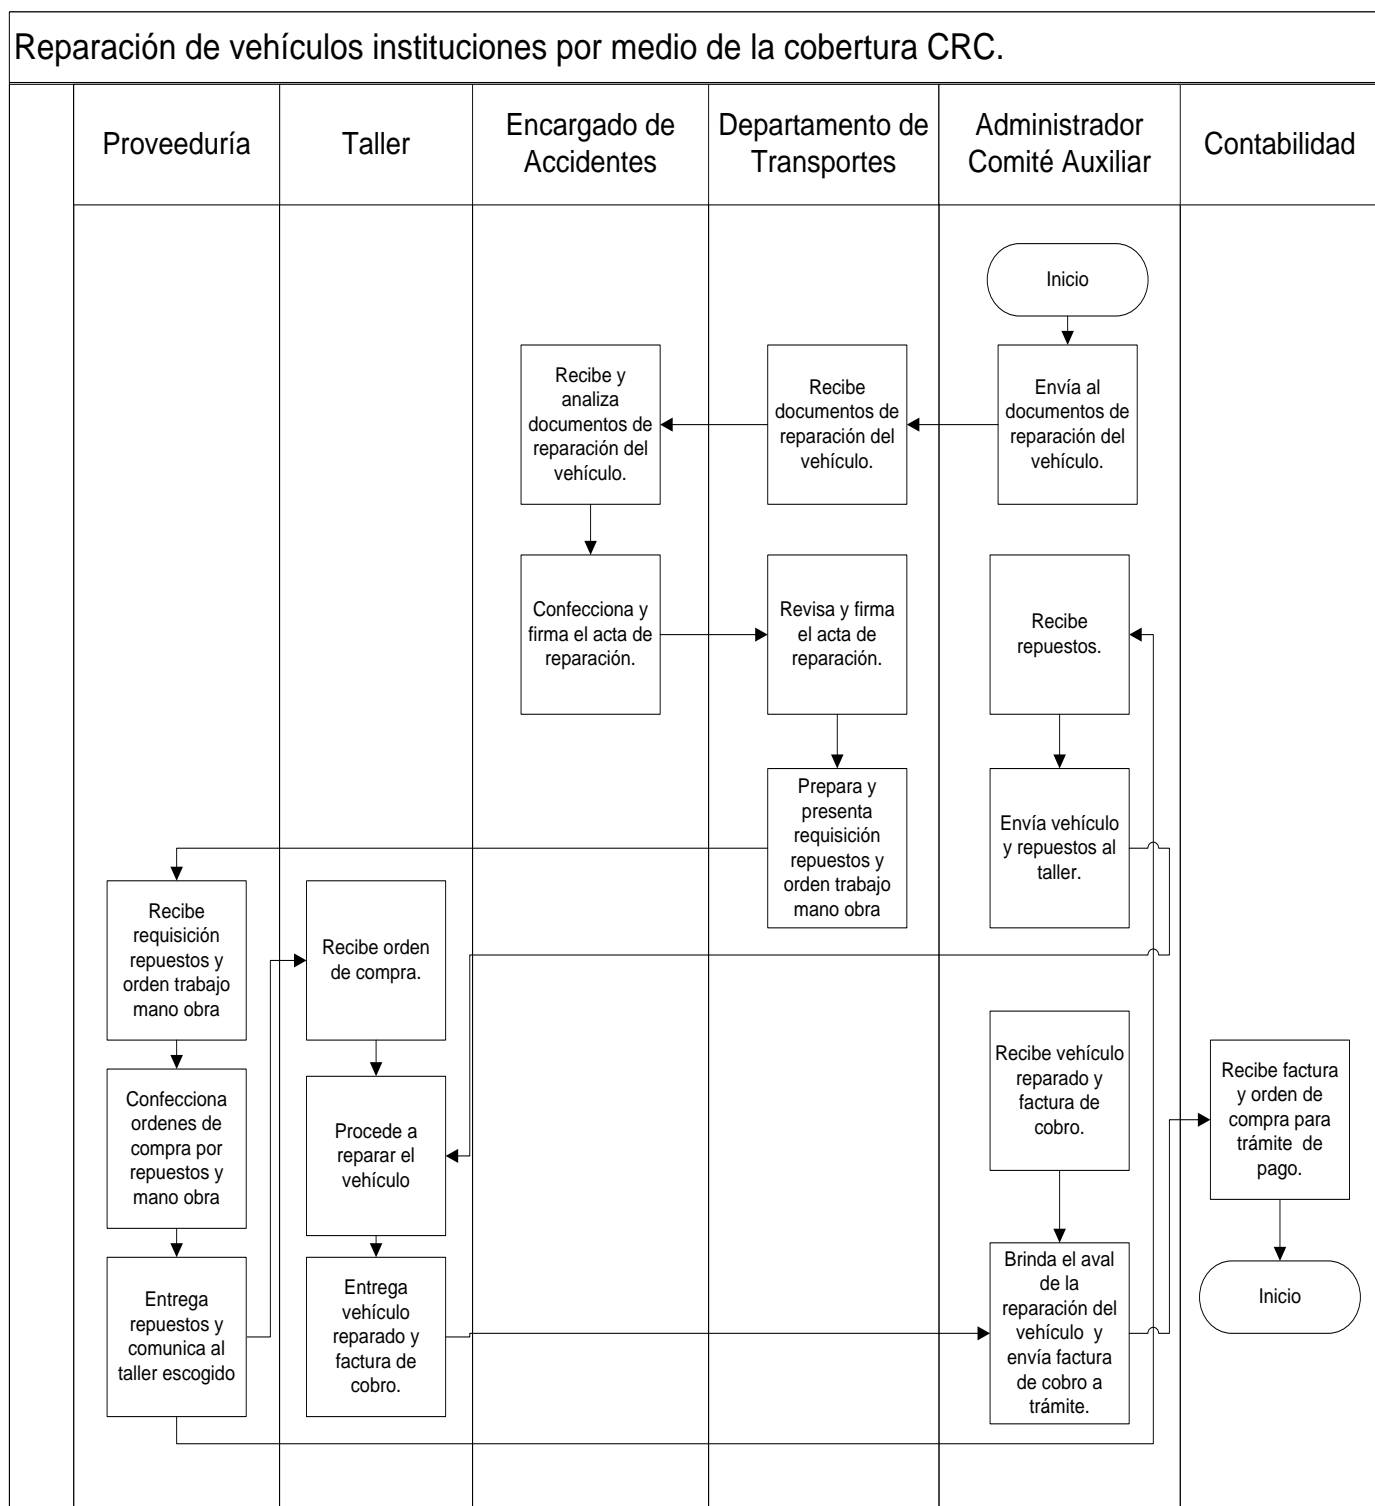 Reparación de vehículos instituciones por medio de la cobertura CRC.
Proveeduría
Taller
Encargado de
Accidentes
Departamento de
Transportes
Administrador
Comité Auxiliar
Contabilidad
Inicio
Recibe y
analiza
documentos de
reparación del
vehículo.
Recibe
documentos de
reparación del
vehículo.
Envía al
documentos de
reparación del
vehículo.
Confecciona y
firma el acta de
reparación.
Revisa y firma
el acta de
reparación.
Recibe
repuestos.
Prepara y
presenta
requisición
repuestos y
orden trabajo
mano obra
Envía vehículo
y repuestos al
taller.
Recibe
requisición
repuestos y
orden trabajo
mano obra
Recibe orden
de compra.
Confecciona
ordenes de
compra por
repuestos y
mano obra
Procede a
reparar el
vehículo
Recibe vehículo
reparado y
factura de
cobro.
Recibe factura
y orden de
compra para
trámite  de
pago.
Entrega
repuestos y
comunica al
taller escogido
Entrega
vehículo
reparado y
factura de
cobro.
Brinda el aval
de la
reparación del
vehículo  y
envía factura
de cobro a
trámite.
Inicio